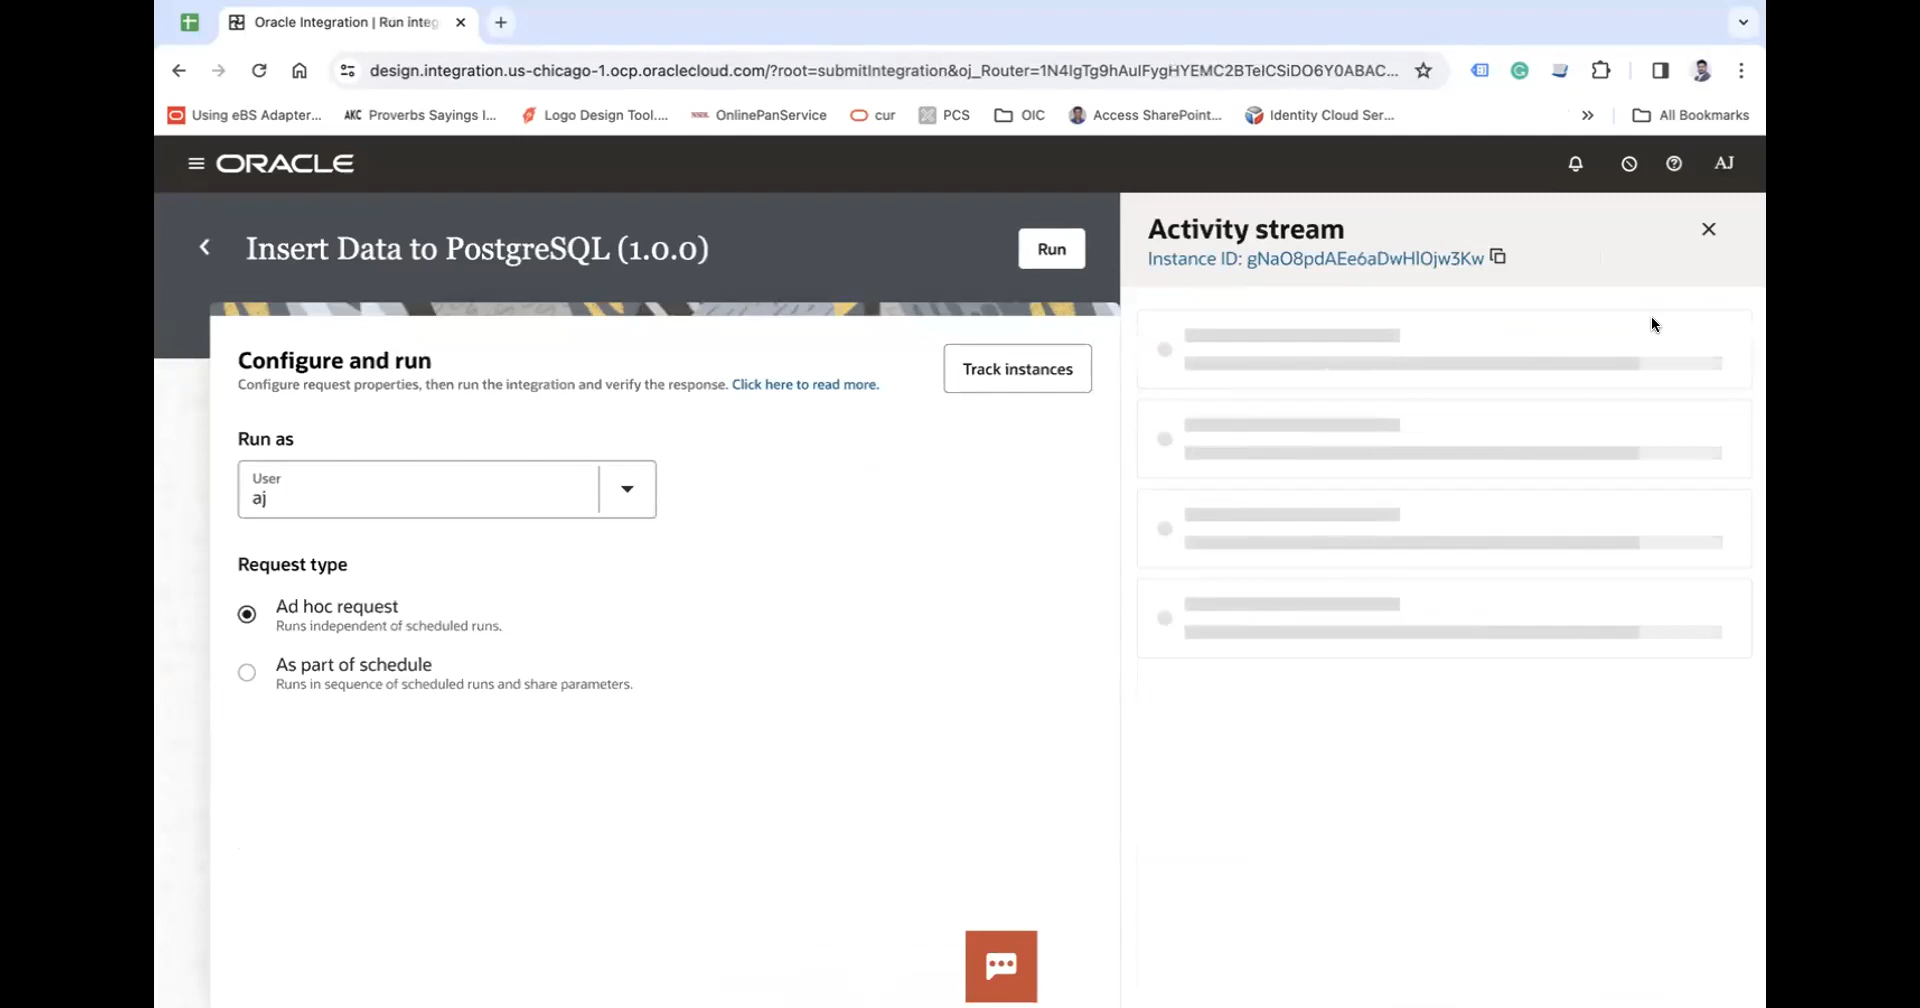 Oracle Integration | Run integ
design.integration.us-chicago-1.ocp.oraclecloud.com/?root=submitIntegration&oj_Router=1N4IgTg9hAulFygHYEMC2BTeICSiDO6Y0ABAC...
Using eBS Adapter...
AKC Proverbs Sayings I...
Logo Design Tool....
OnlinePanService
cur
PCS
OIC
Access SharePoint...
Identity Cloud Ser...
All Bookmarks
ORACLE
AJ
Insert Data to PostgreSQL (1.0.0)
Run
Activity stream
Instance ID: gNaO8pdAEe6aDwHlOjw3Kw
Configure and run
Configure request properties, then run the integration and verify the response. Click here to read more.
Track instances
Run as
User
aj
Request type
Ad hoc request
Runs independent of scheduled runs.
As part of schedule
Runs in sequence of scheduled runs and share parameters.